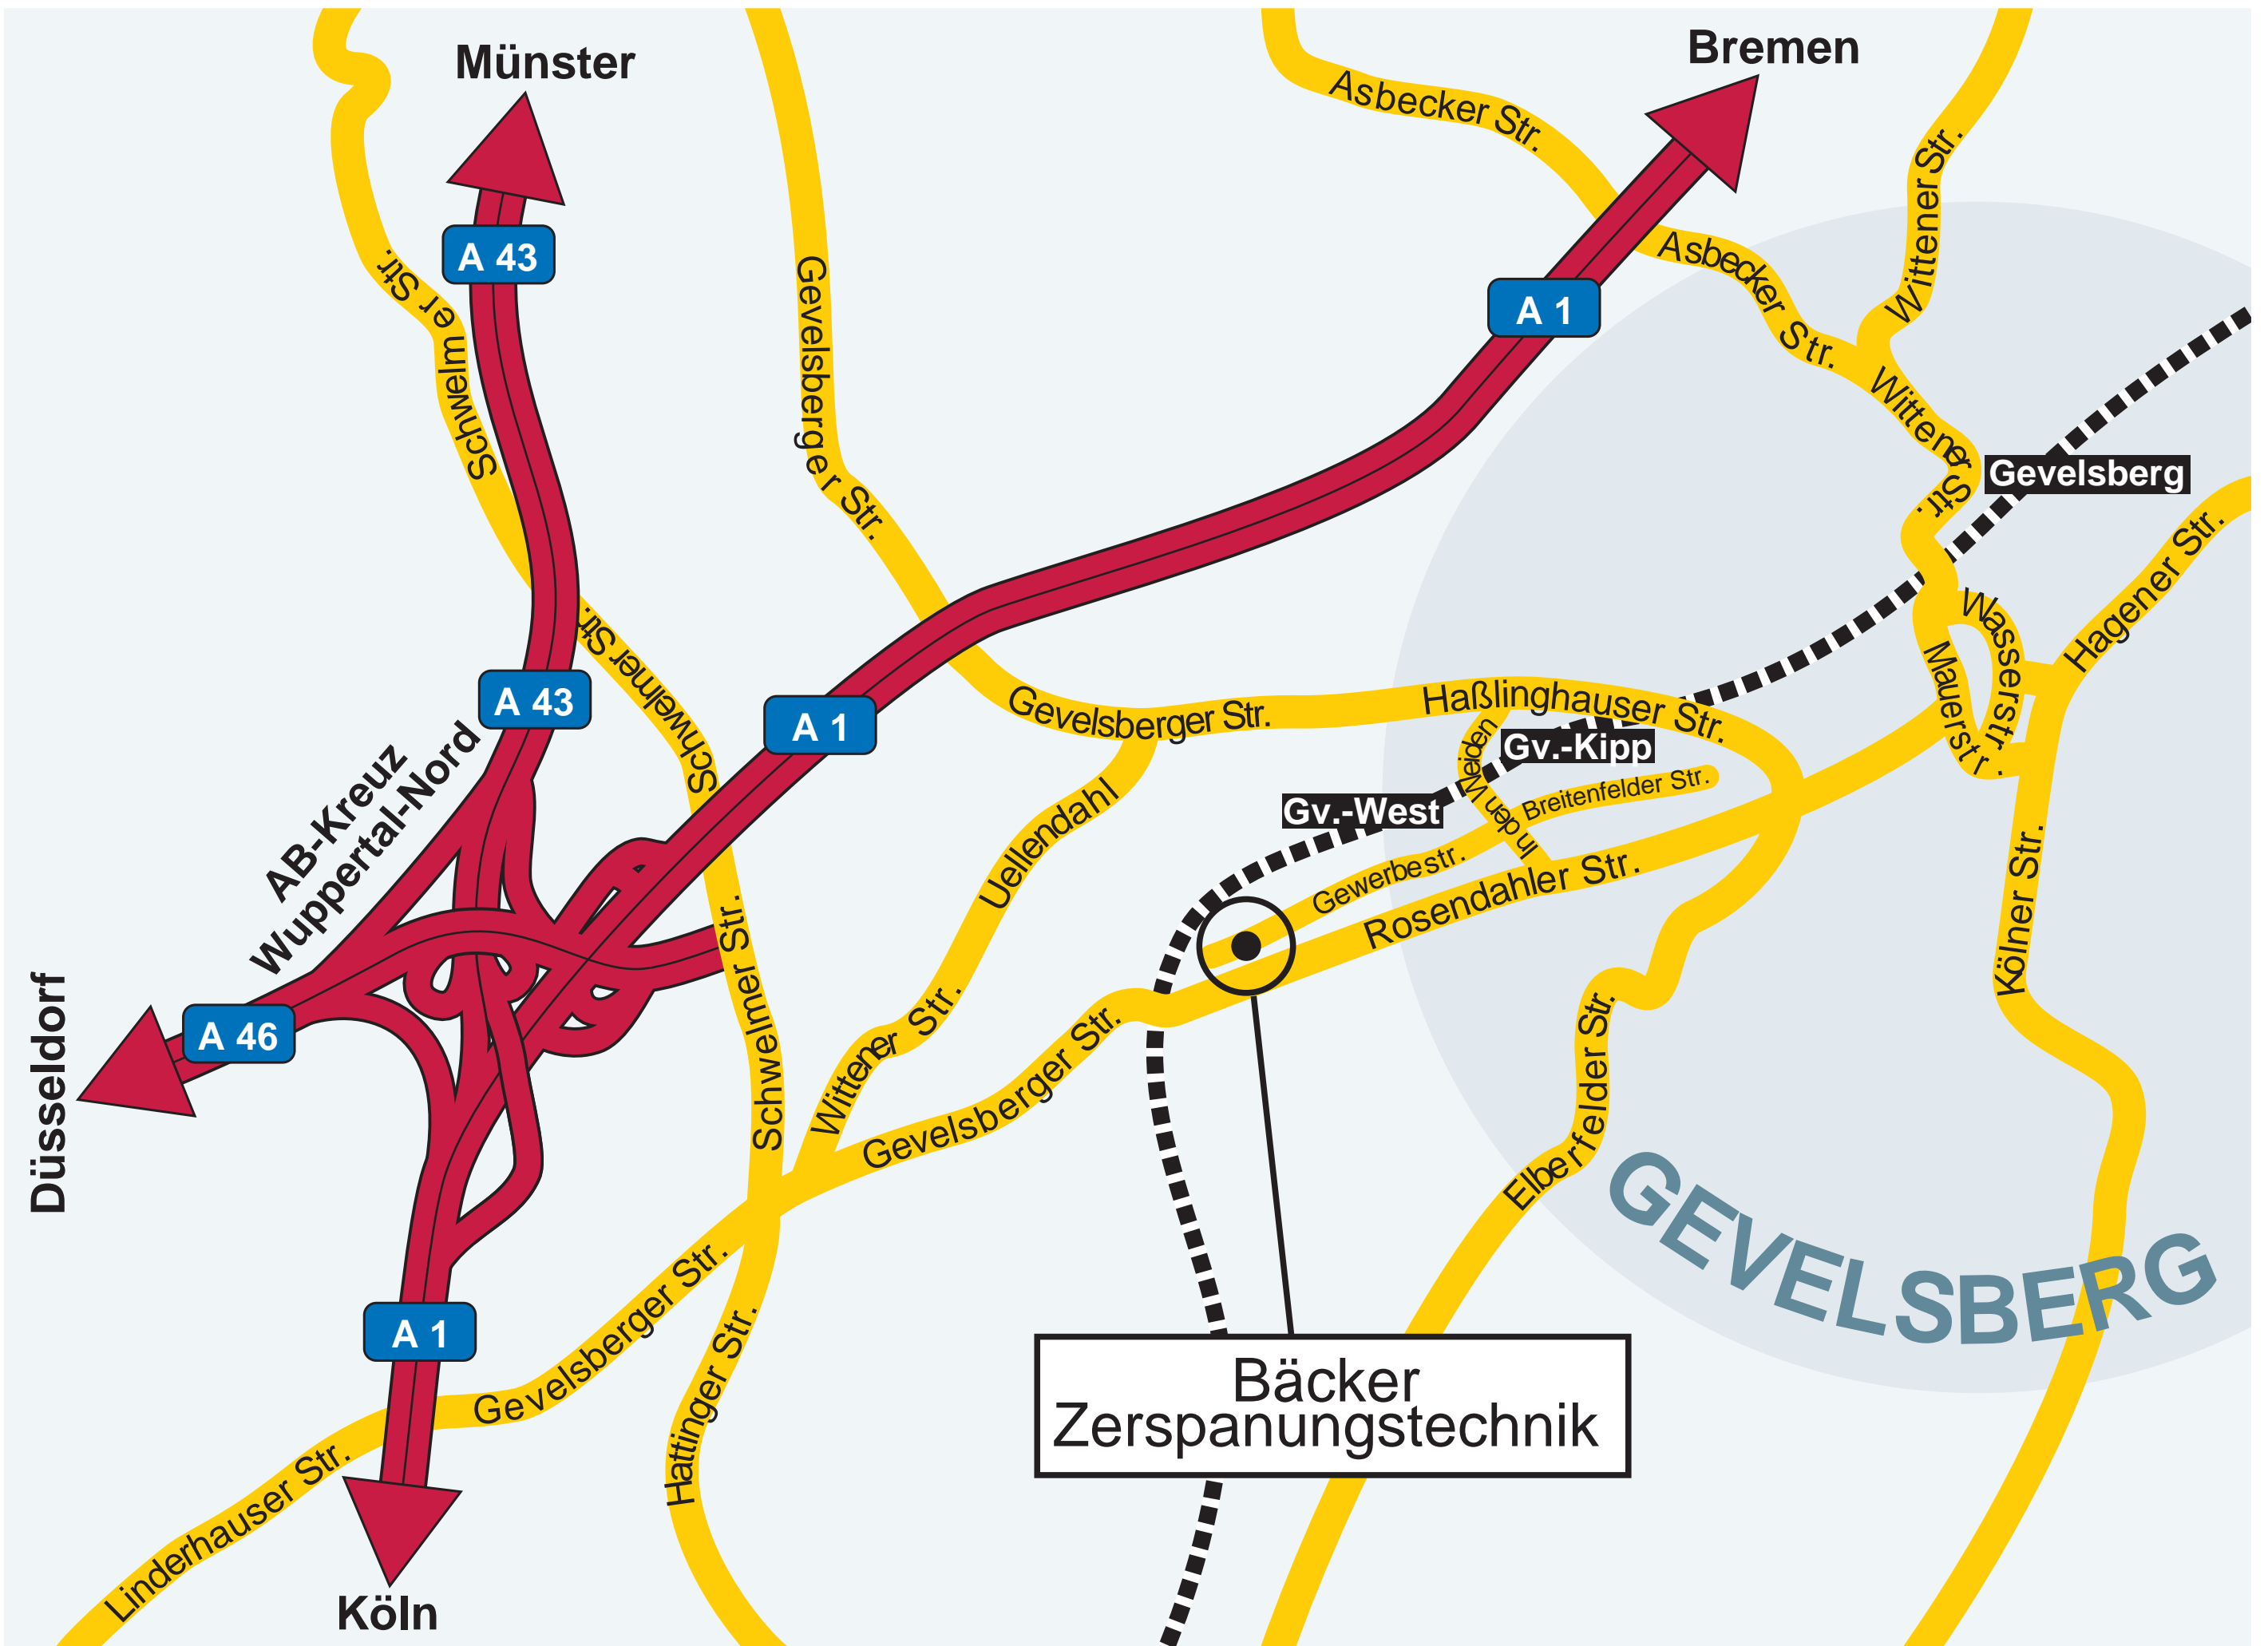 Münster
Bremen
Asbecker Str.
Wittener Str.
A 43
Schwelmer Str.
Gevelsberger Str.
A 1
Asbecker Str.
Wittener Str.
Gevelsberg
Hagener Str.
Wasserstr.
Mauerstr.
Schwelmer Str.
A 43
A 1
AB-Kreuz
Wuppertal-Nord
Gevelsberger Str.
Haßlinghauser Str.
In den Weiden
Gv.-Kipp
Breitenfelder Str.
Gv.-West
Uellendahl
Gewerbestr.
Rosendahler Str.
Kölner Str.
Düsseldorf
A 46
Schwelmer Str.
Wittener Str.
Gevelsberger Str.
Elberfelder Str.
GEVELSBERG
A 1
Gevelsberger Str.
Hattinger Str.
Bäcker
Zerspanungstechnik
Linderhauser Str.
Köln